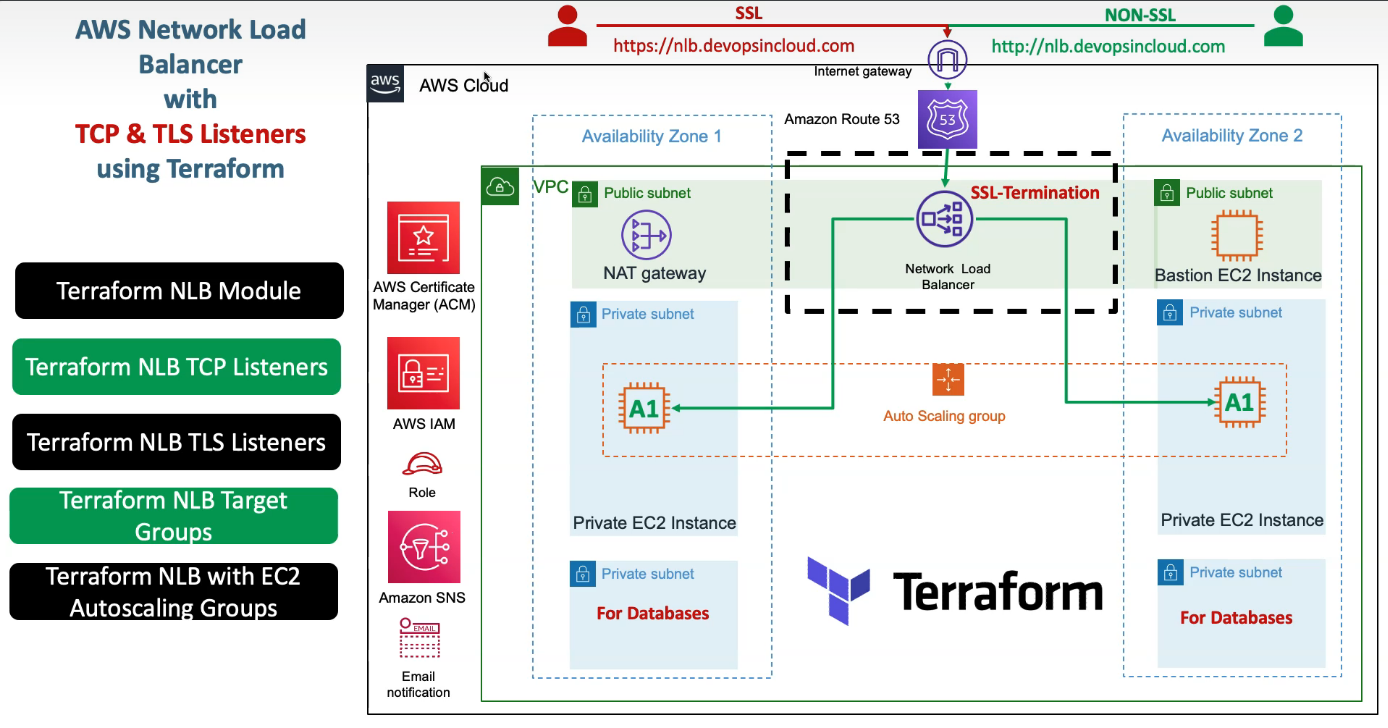 AWS Network Load
Balancer
with
TCP & TLS Listeners
using Terraform
Terraform NLB Module
Terraform NLB TCP Listeners
Terraform NLB TLS Listeners
Terraform NLB Target
Groups
Terraform NLB with EC2
Autoscaling Groups
SSL
https://nlb.devopsincloud.com
NON-SSL
http://nlb.devopsincloud.com
Internet gateway
aws
AWS Cloud
Amazon Route 53
53
Availability Zone 1
Availability Zone 2
VPC
Public subnet
NAT gateway
SSL-Termination
Network Load
Balancer
Public subnet
Bastion EC2 Instance
AWS Certificate
Manager (ACM)
AWS IAM
Role
Amazon SNS
EMAIL
Email
notification
Private subnet
A1
Private EC2 Instance
Auto Scaling group
Private subnet
A1
Private EC2 Instance
Private subnet
For Databases
Terraform
Private subnet
For Databases